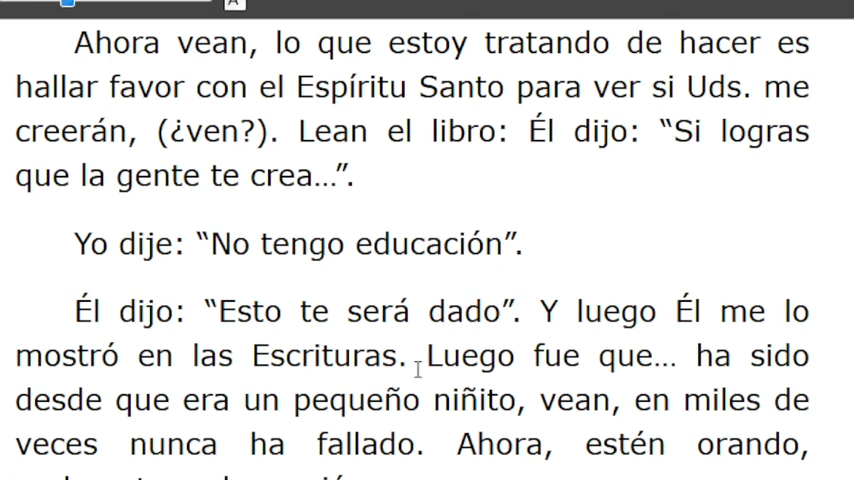 A
Ahora vean, lo que estoy tratando de hacer es
hallar favor con el Espíritu Santo para ver si Uds. me
creerán, (¿ven?). Lean el libro: Él dijo: “Si logras
que la gente te crea…”.
Yo dije: “No tengo educación”.
Él dijo: “Esto te será dado”. Y luego Él me lo
mostró en las Escrituras. Luego fue que… ha sido
desde que era un pequeño niñito, vean, en miles de
veces nunca ha fallado. Ahora, estén orando,